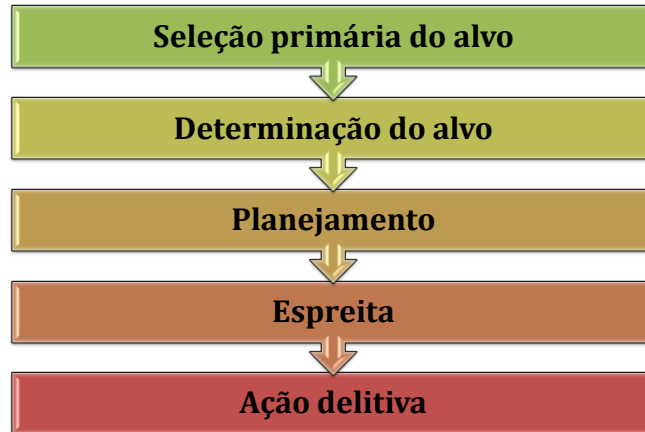 Seleção primária do alvo
Determinação do alvo
Planejamento
Espreita
Ação delitiva